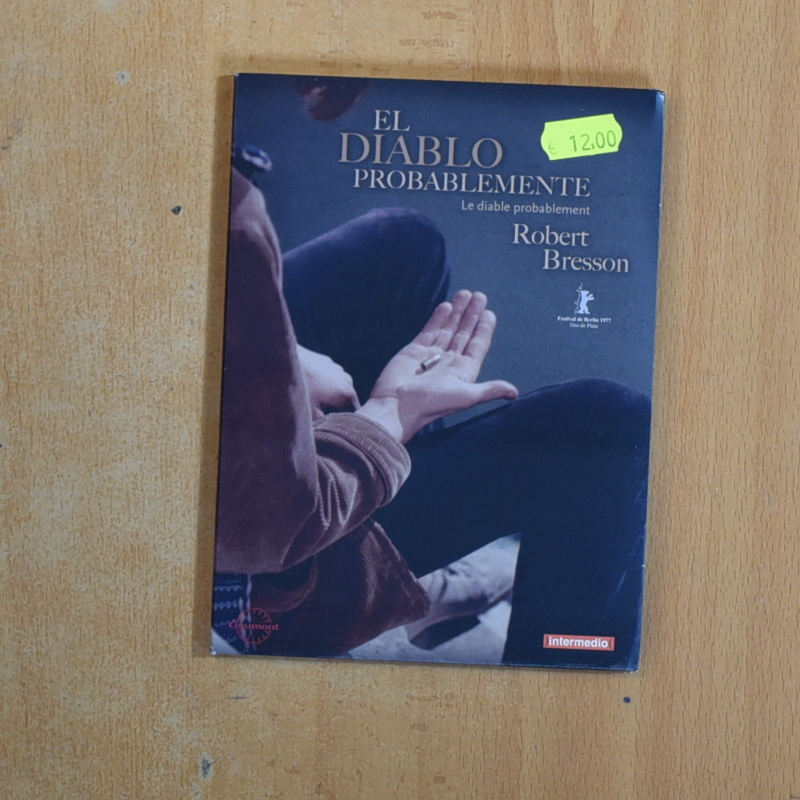 EL
DIABLO
PROBABLEMENTE
Le diable probablement
€ 12,00
Robert
Bresson
Festival de Berlín 1977
Oso de Plata
Gaumont
intermedio